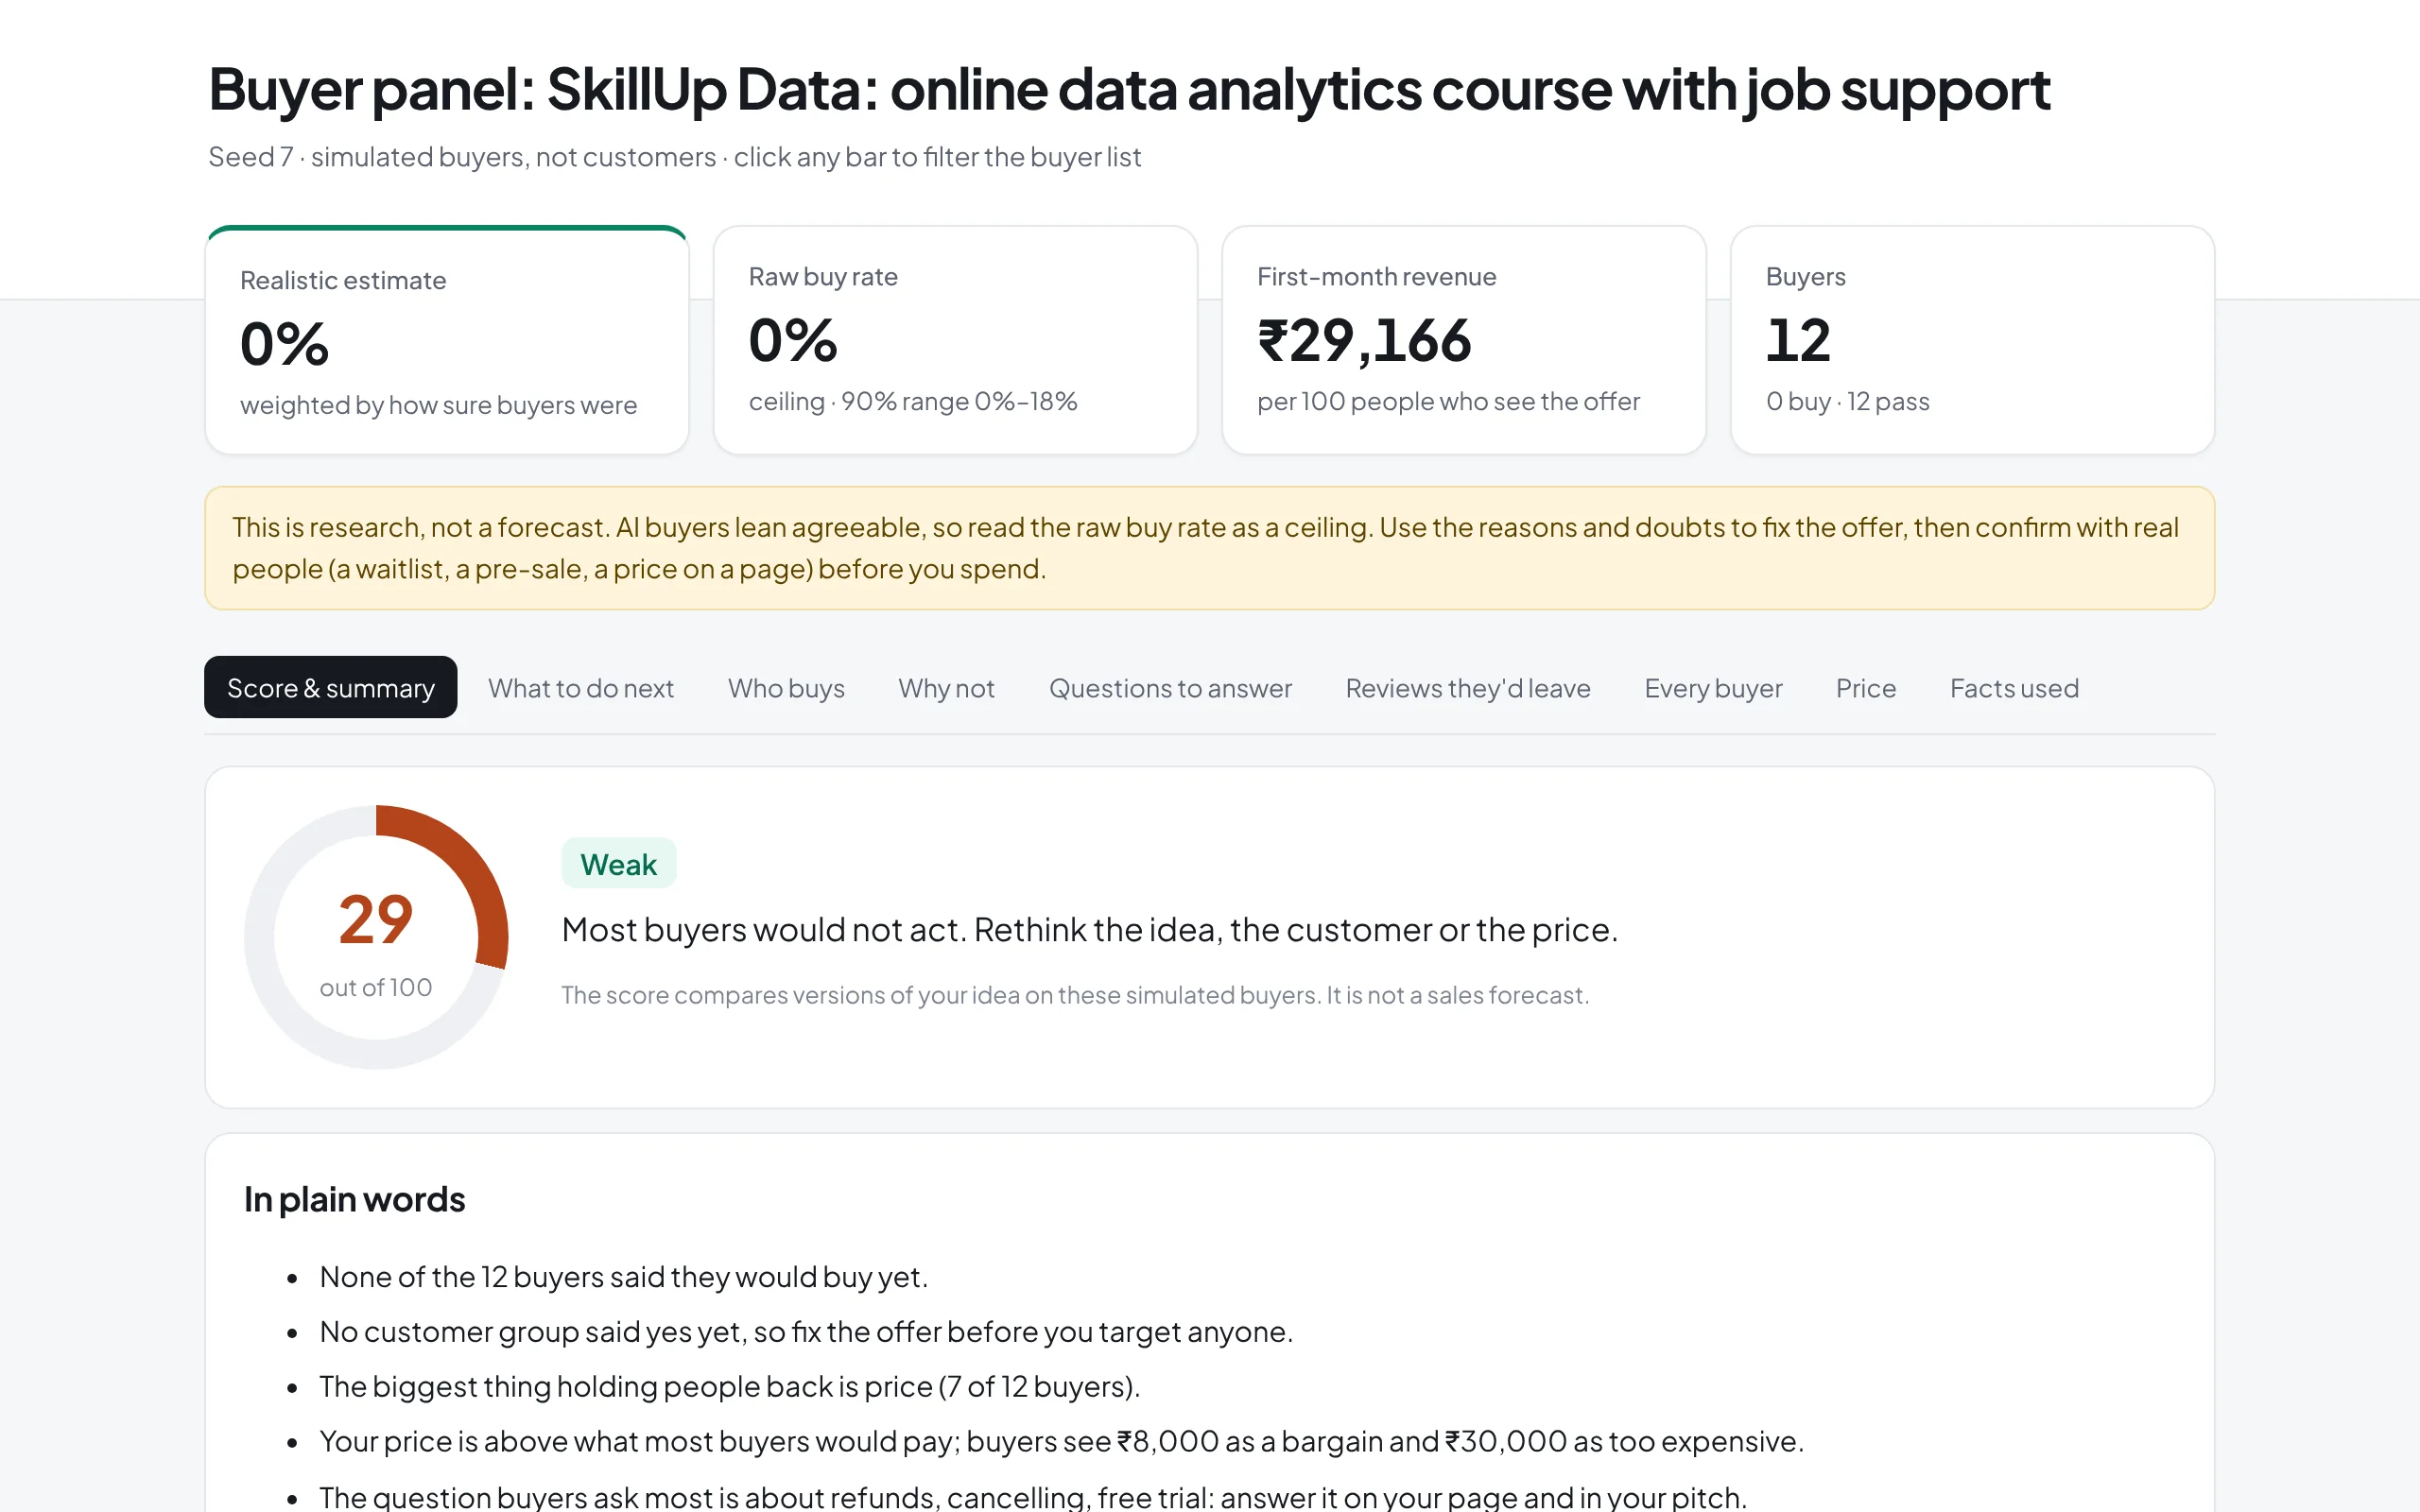 Buyer panel: SkillUp Data: online data analytics course with job support
Seed 7 · simulated buyers, not customers · click any bar to filter the buyer list
Realistic estimate
0%
weighted by how sure buyers were
Raw buy rate
0%
ceiling · 90% range 0%–18%
First-month revenue
₹29,166
per 100 people who see the offer
Buyers
12
0 buy · 12 pass
This is research, not a forecast. AI buyers lean agreeable, so read the raw buy rate as a ceiling. Use the reasons and doubts to fix the offer, then confirm with real
people (a waitlist, a pre-sale, a price on a page) before you spend.
Score & summary
What to do next
Who buys
Why not
Questions to answer
Reviews they'd leave
Every buyer
Price
Facts used
29
out of 100
Weak
Most buyers would not act. Rethink the idea, the customer or the price.
The score compares versions of your idea on these simulated buyers. It is not a sales forecast.
In plain words
• None of the 12 buyers said they would buy yet.
• No customer group said yes yet, so fix the offer before you target anyone.
• The biggest thing holding people back is price (7 of 12 buyers).
• Your price is above what most buyers would pay; buyers see ₹8,000 as a bargain and ₹30,000 as too expensive.
• The question buyers ask most is about refunds, cancelling, free trial: answer it on your page and in your pitch.